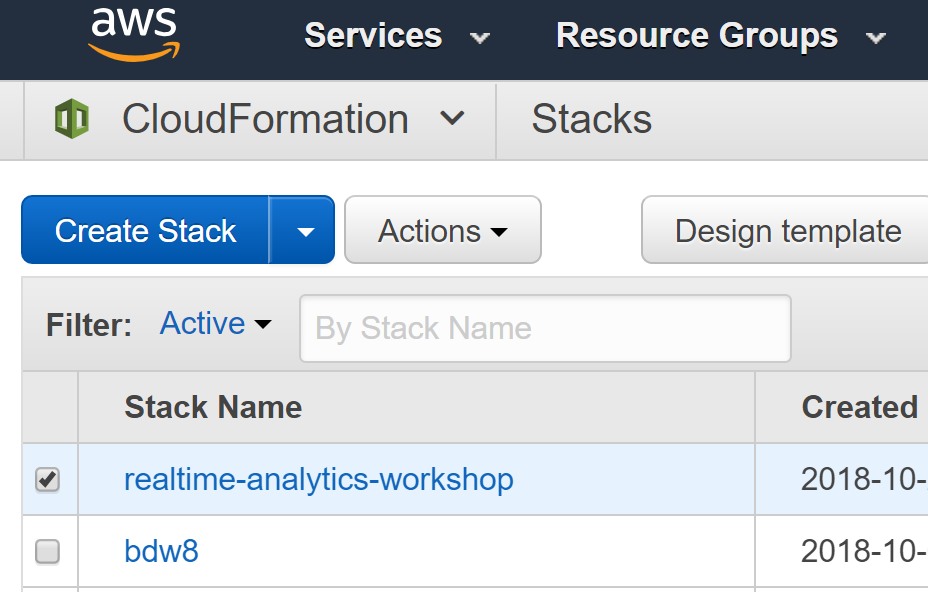 aws Services Resource Groups
CloudFormation Stacks
Create Stack Actions Design template
Filter: Active By Stack Name
Stack Name Created
realtime-analytics-workshop 2018-10-
bdw8 2018-10-